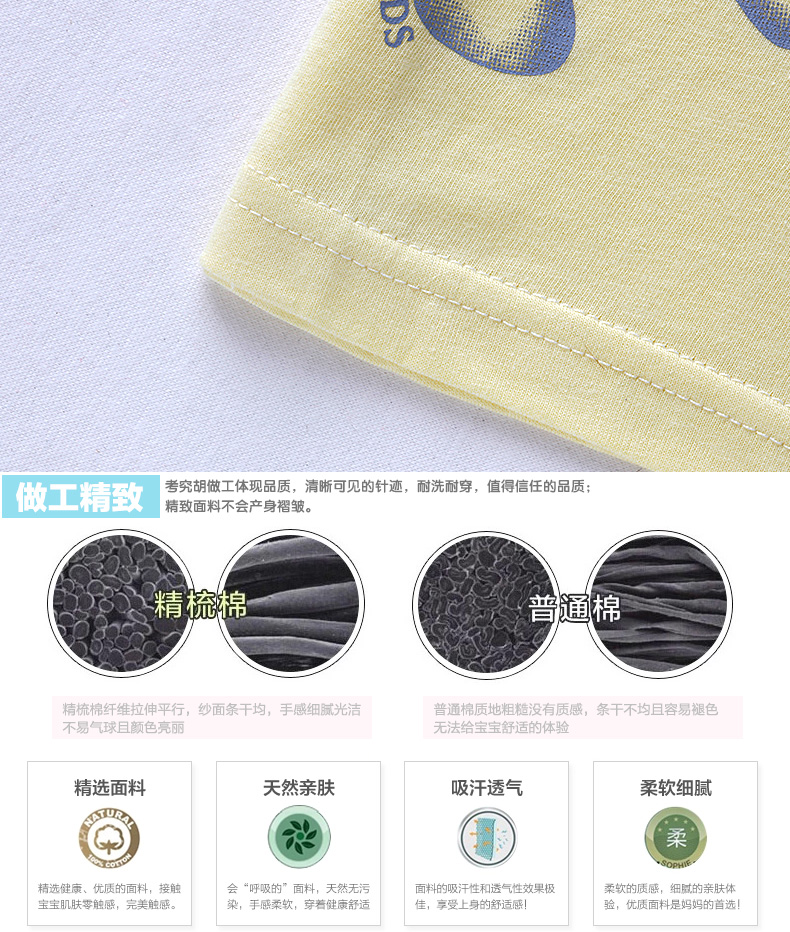 DS
做工精致
考究胡做工体现品质，清晰可见的针迹，耐洗耐穿，值得信任的品质；
精致面料不会产身褶皱。
精梳棉
普通棉
精梳棉纤维拉伸平行，纱面条干均，手感细腻光洁
不易气球且颜色亮丽
普通棉质地粗糙没有质感，条干不均且容易褪色
无法给宝宝舒适的体验
精选面料
NATURAL
100% COTTON
精选健康、优质的面料，接触
宝宝肌肤零触感，完美触感。
天然亲肤
会“呼吸的”面料，天然无污
染，手感柔软，穿着健康舒适
吸汗透气
面料的吸汗性和透气性效果极
佳，享受上身的舒适感！
柔软细腻
柔
SOPHIE
柔软的质感，细腻的亲肤体
验，优质面料是妈妈的首选！